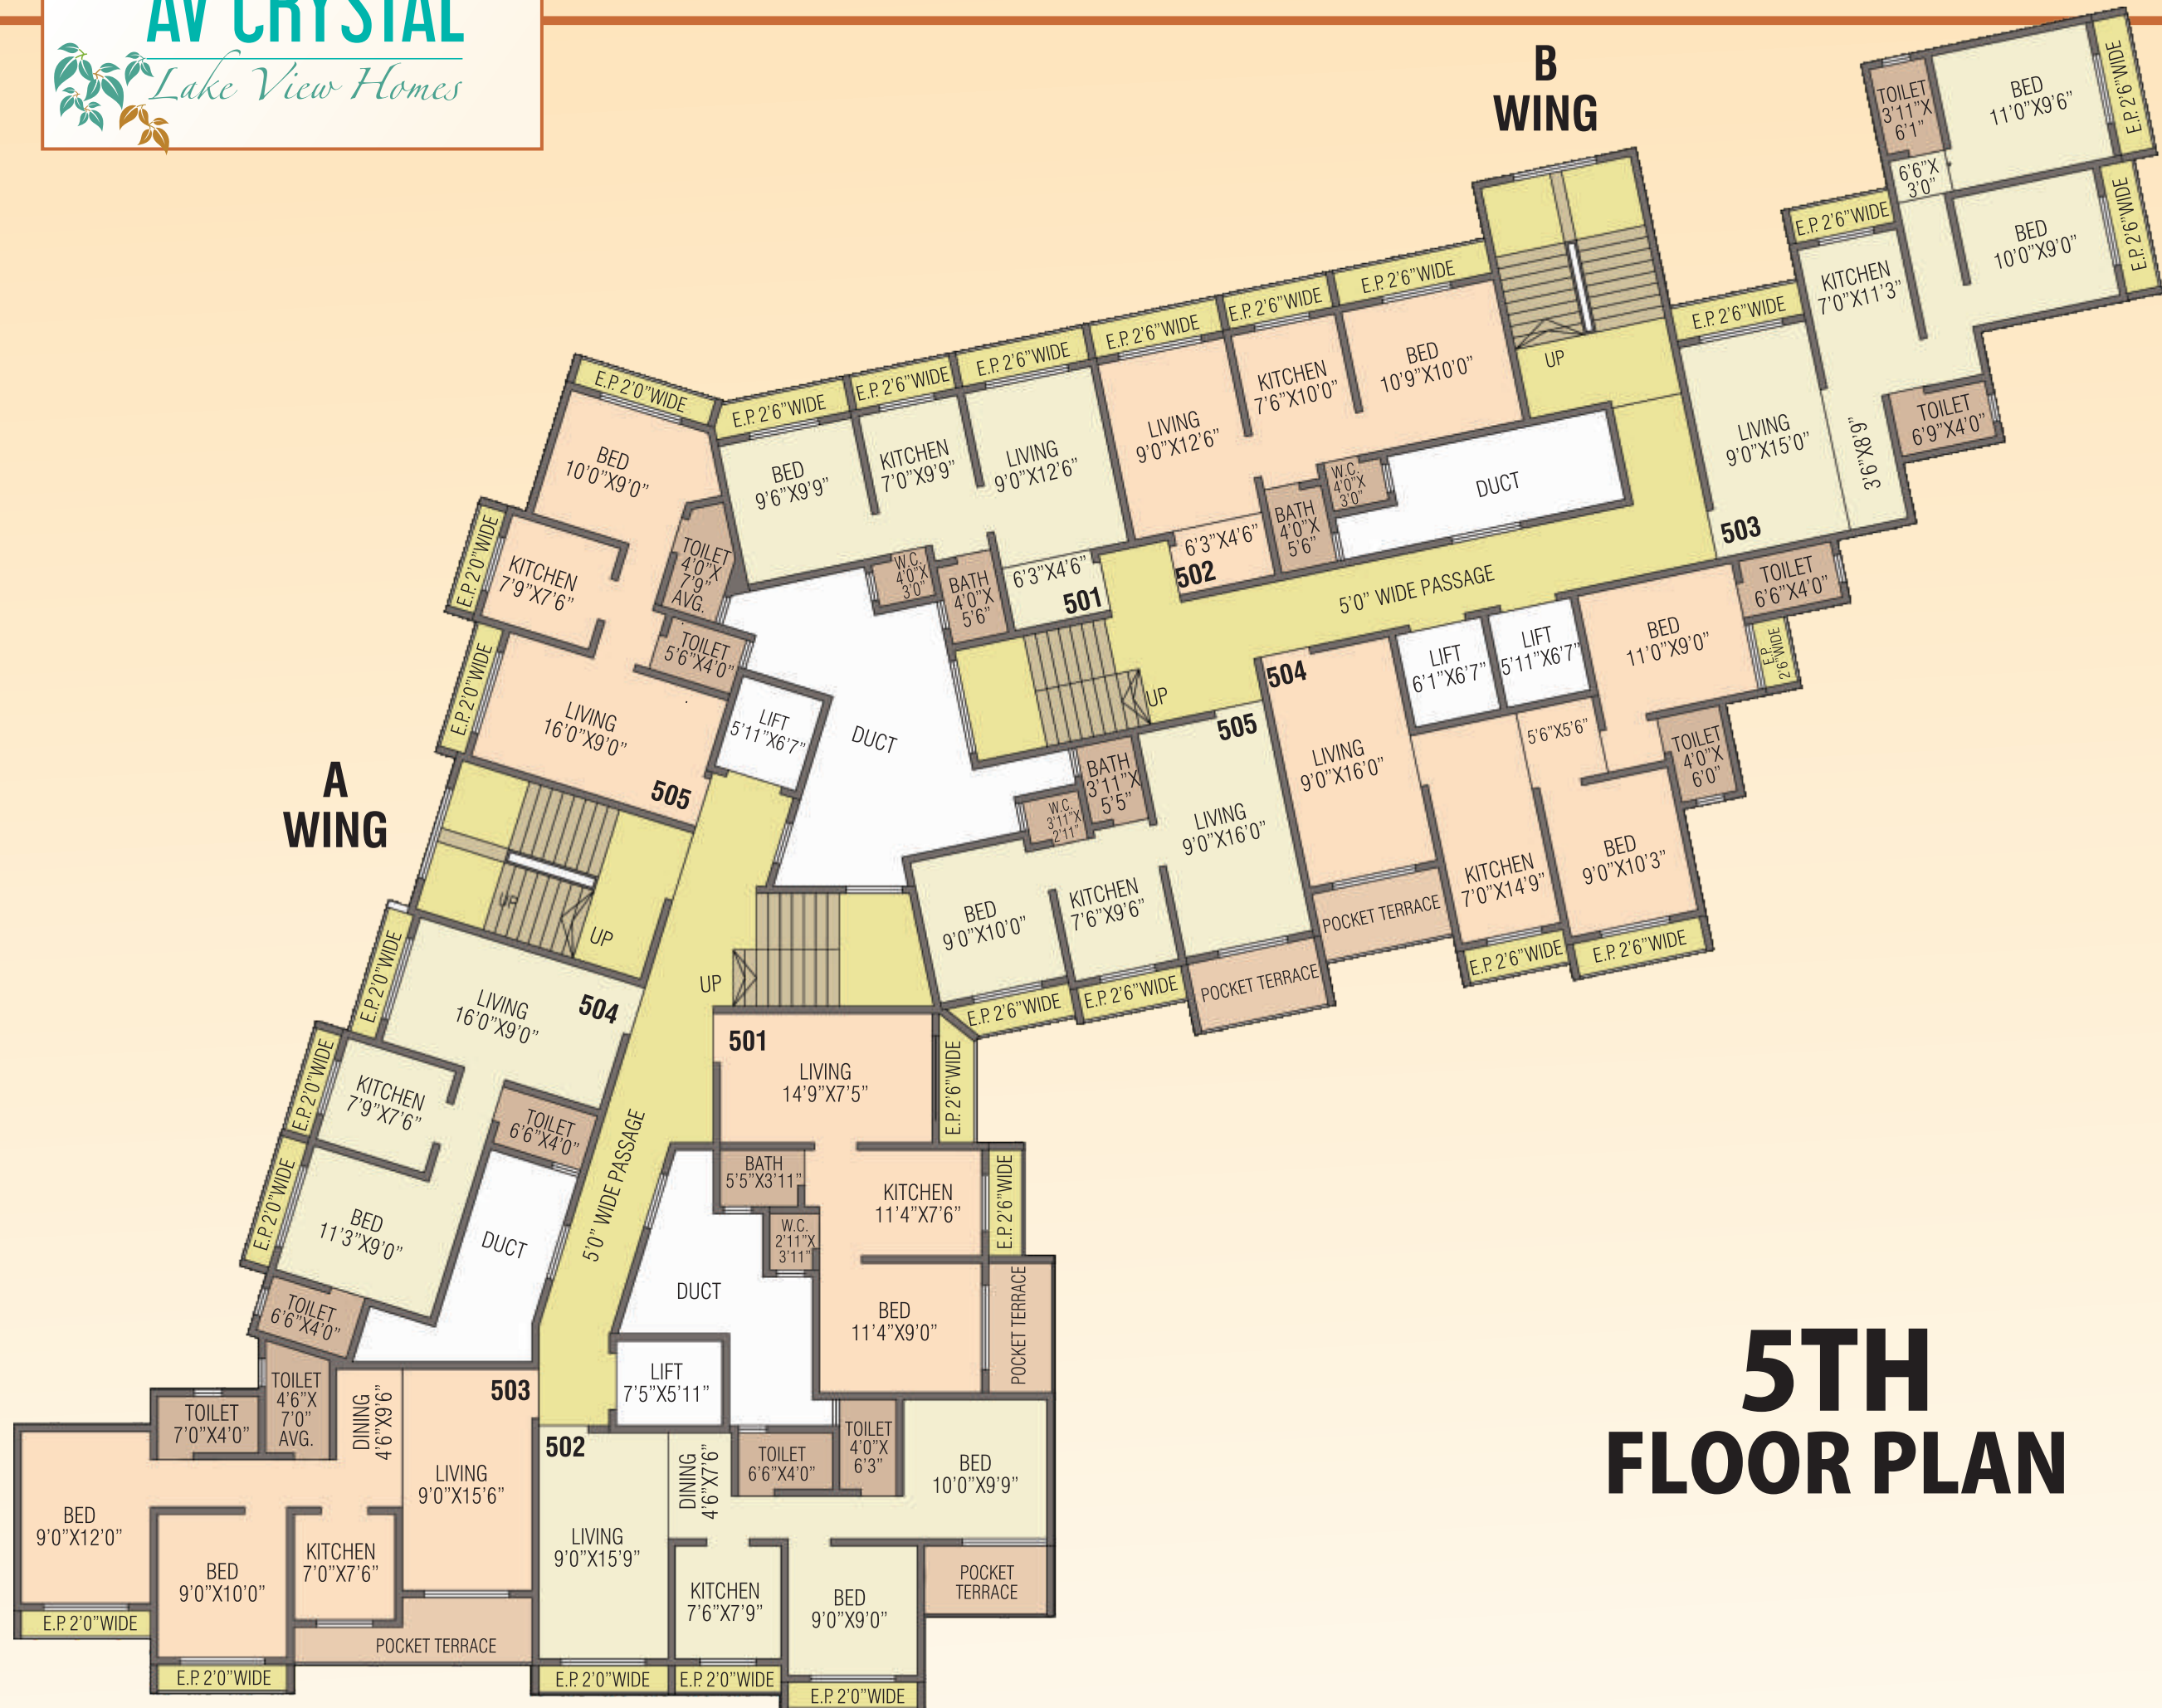 AV CRYSTAL
Lake View Homes
B
WING
A
WING
5TH
FLOOR PLAN
TOILET
3'11"X
6'1"
BED
11'0"X9'6"
E.P. 2'6"WIDE
6'6"X
3'0"
BED
10'0"X9'0"
E.P. 2'6"WIDE
E.P. 2'6"WIDE
KITCHEN
7'0"X11'3"
E.P. 2'6"WIDE
LIVING
9'0"X15'0"
3'6"X8'9"
TOILET
6'9"X4'0"
503
UP
E.P. 2'6"WIDE
BED
10'9"X10'0"
E.P. 2'6"WIDE
KITCHEN
7'6"X10'0"
E.P. 2'6"WIDE
LIVING
9'0"X12'6"
6'3"X4'6"
502
BATH
4'0"X
5'6"
W.C.
4'0"X
3'0"
DUCT
E.P. 2'6"WIDE
LIVING
9'0"X12'6"
E.P. 2'6"WIDE
KITCHEN
7'0"X9'9"
E.P. 2'6"WIDE
BED
9'6"X9'9"
W.C.
4'0"X
3'0"
BATH
4'0"X
5'6"
6'3"X4'6"
501
5'0" WIDE PASSAGE
UP
TOILET
6'6"X4'0"
BED
11'0"X9'0"
E.P.
2'6"WIDE
LIFT
5'11"X6'7"
LIFT
6'1"X6'7"
504
LIVING
9'0"X16'0"
5'6"X5'6"
TOILET
4'0"X
6'0"
KITCHEN
7'0"X14'9"
BED
9'0"X10'3"
POCKET TERRACE
E.P. 2'6"WIDE
E.P. 2'6"WIDE
505
LIVING
9'0"X16'0"
BATH
3'11"X
5'5"
W.C.
3'11"X
2'11"
BED
9'0"X10'0"
KITCHEN
7'6"X9'6"
E.P. 2'6"WIDE
E.P. 2'6"WIDE
POCKET TERRACE
E.P. 2'0"WIDE
BED
10'0"X9'0"
TOILET
4'0"X
7'9"
AVG.
E.P. 2'0"WIDE
KITCHEN
7'9"X7'6"
TOILET
5'6"X4'0"
E.P. 2'0"WIDE
LIVING
16'0"X9'0"
505
LIFT
5'11"X6'7"
DUCT
UP
UP
UP
E.P. 2'0"WIDE
LIVING
16'0"X9'0"
504
E.P. 2'0"WIDE
KITCHEN
7'9"X7'6"
TOILET
6'6"X4'0"
E.P. 2'0"WIDE
BED
11'3"X9'0"
DUCT
TOILET
6'6"X4'0"
5'0" WIDE PASSAGE
501
LIVING
14'9"X7'5"
E.P. 2'6"WIDE
BATH
5'5"X3'11"
KITCHEN
11'4"X7'6"
E.P. 2'6"WIDE
W.C.
2'11"X
3'11"
DUCT
BED
11'4"X9'0"
POCKET TERRACE
LIFT
7'5"X5'11"
TOILET
4'6"X
7'0"
AVG.
TOILET
7'0"X4'0"
DINING
4'6"X9'6"
503
LIVING
9'0"X15'6"
BED
9'0"X12'0"
BED
9'0"X10'0"
KITCHEN
7'0"X7'6"
E.P. 2'0"WIDE
E.P. 2'0"WIDE
POCKET TERRACE
502
LIVING
9'0"X15'9"
DINING
4'6"X7'6"
TOILET
6'6"X4'0"
TOILET
4'0"X
6'3"
BED
10'0"X9'9"
KITCHEN
7'6"X7'9"
BED
9'0"X9'0"
POCKET
TERRACE
E.P. 2'0"WIDE
E.P. 2'0"WIDE
E.P. 2'0"WIDE